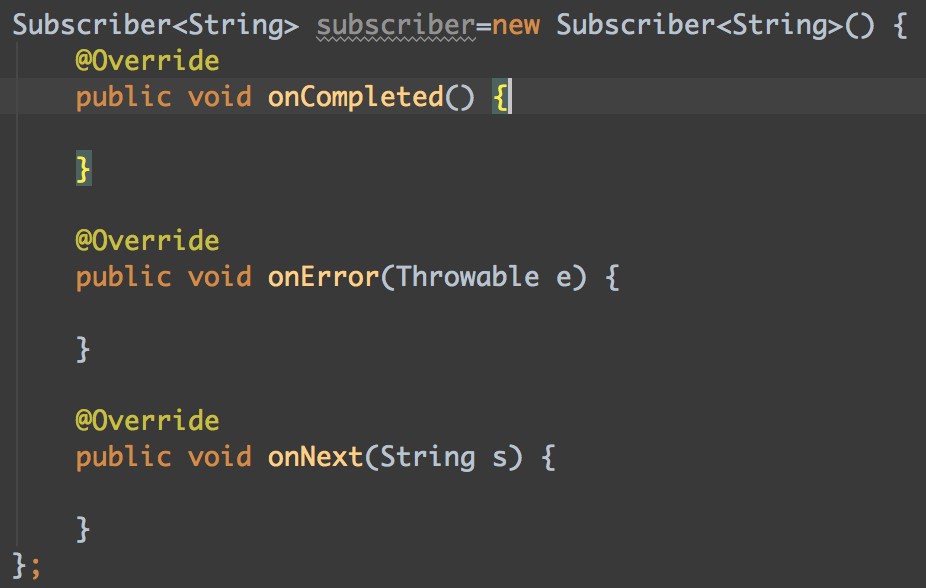 Subscriber<String> subscriber=new Subscriber<String>() {
    @Override
    public void onCompleted() {
    }
    @Override
    public void onError(Throwable e) {
    }
    @Override
    public void onNext(String s) {
    }
};